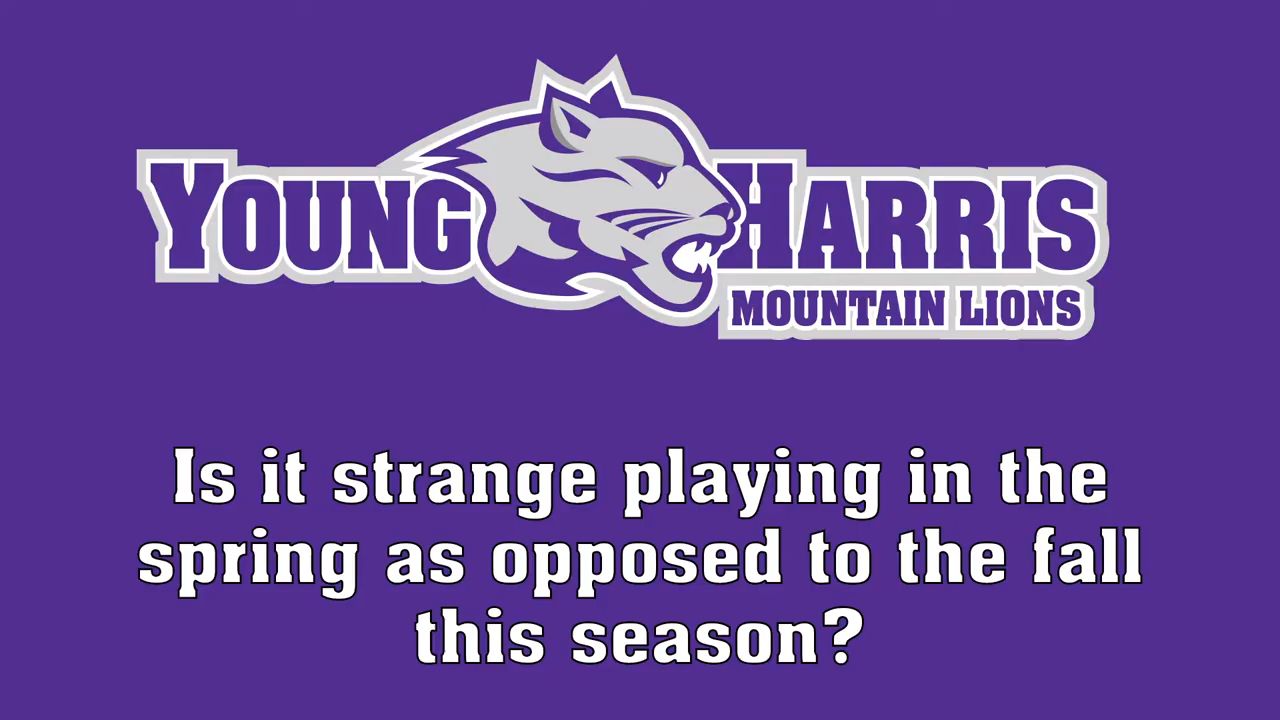 YOUNG HARRIS
MOUNTAIN LIONS
Is it strange playing in the
spring as opposed to the fall
this season?